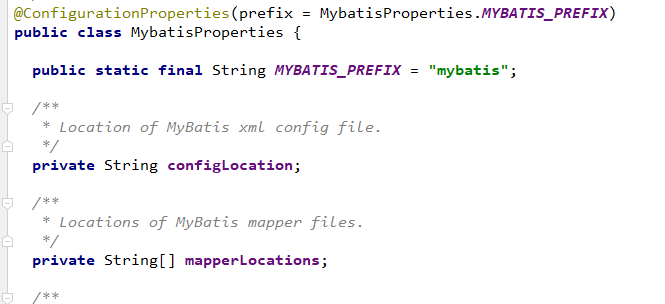 @ConfigurationProperties(prefix = MybatisProperties.MYBATIS_PREFIX)
public class MybatisProperties {
public static final String MYBATIS_PREFIX = "mybatis";
/**
* Location of MyBatis xml config file.
*/
private String configLocation;
/**
* Locations of MyBatis mapper files.
*/
private String[] mapperLocations;
/**